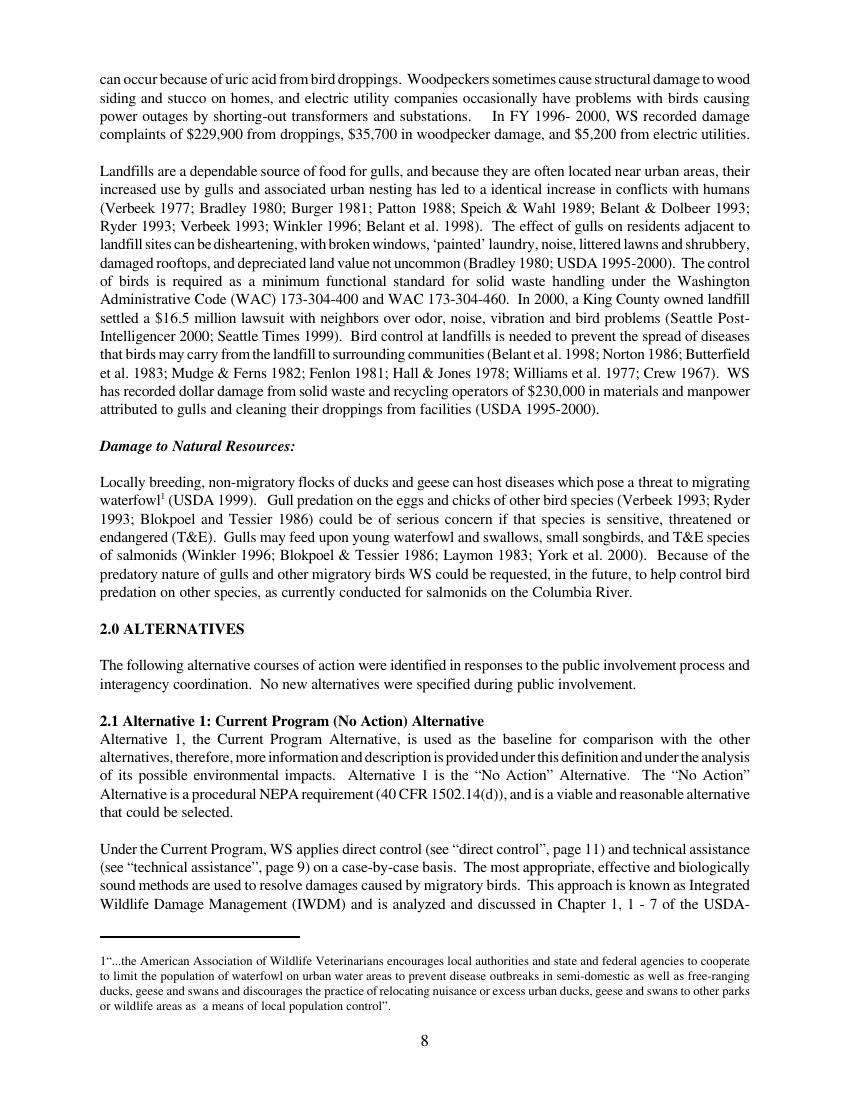 can occur because of uric acid from bird droppings. Woodpeckers sometimes cause structural damage to wood
siding and stucco on homes, and electric utility companies occasionally have problems with birds causing
power outages by shorting-out transformers and substations. In FY 1996- 2000, WS recorded damage
complaints of $229,900 from droppings, $35,700 in woodpecker damage, and $5,200 from electric utilities.
Landfills are a dependable source of food for gulls, and because they are often located near urban areas, their
increased use by gulls and associated urban nesting has led to a identical increase in conflicts with humans
(Verbeek 1977; Bradley 1980; Burger 1981; Patton 1988; Speich & Wahl 1989; Belant & Dolbeer 1993;
Ryder 1993; Verbeek 1993; Winkler 1996; Belant et al. 1998). The effect of gulls on residents adjacent to
landfill sites can be disheartening, with broken windows, ‘painted’ laundry, noise, littered lawns and shrubbery,
damaged rooftops, and depreciated land value not uncommon (Bradley 1980; USDA 1995-2000). The control
of birds is required as a minimum functional standard for solid waste handling under the Washington
Administrative Code (WAC) 173-304-400 and WAC 173-304-460. In 2000, a King County owned landfill
settled a $16.5 million lawsuit with neighbors over odor, noise, vibration and bird problems (Seattle Post-
Intelligencer 2000; Seattle Times 1999). Bird control at landfills is needed to prevent the spread of diseases
that birds may carry from the landfill to surrounding communities (Belant et al. 1998; Norton 1986; Butterfield
et al. 1983; Mudge & Ferns 1982; Fenlon 1981; Hall & Jones 1978; Williams et al. 1977; Crew 1967). WS
has recorded dollar damage from solid waste and recycling operators of $230,000 in materials and manpower
attributed to gulls and cleaning their droppings from facilities (USDA 1995-2000).
Damage to Natural Resources:
Locally breeding, non-migratory flocks of ducks and geese can host diseases which pose a threat to migrating
waterfowl1 (USDA 1999). Gull predation on the eggs and chicks of other bird species (Verbeek 1993; Ryder
1993; Blokpoel and Tessier 1986) could be of serious concern if that species is sensitive, threatened or
endangered (T&E). Gulls may feed upon young waterfowl and swallows, small songbirds, and T&E species
of salmonids (Winkler 1996; Blokpoel & Tessier 1986; Laymon 1983; York et al. 2000). Because of the
predatory nature of gulls and other migratory birds WS could be requested, in the future, to help control bird
predation on other species, as currently conducted for salmonids on the Columbia River.
2.0 ALTERNATIVES
The following alternative courses of action were identified in responses to the public involvement process and
interagency coordination. No new alternatives were specified during public involvement.
2.1 Alternative 1: Current Program (No Action) Alternative
Alternative 1, the Current Program Alternative, is used as the baseline for comparison with the other
alternatives, therefore, more information and description is provided under this definition and under the analysis
of its possible environmental impacts. Alternative 1 is the “No Action” Alternative. The “No Action”
Alternative is a procedural NEPA requirement (40 CFR 1502.14(d)), and is a viable and reasonable alternative
that could be selected.
Under the Current Program, WS applies direct control (see “direct control”, page 11) and technical assistance
(see “technical assistance”, page 9) on a case-by-case basis. The most appropriate, effective and biologically
sound methods are used to resolve damages caused by migratory birds. This approach is known as Integrated
Wildlife Damage Management (IWDM) and is analyzed and discussed in Chapter 1, 1 - 7 of the USDA-
1“...the American Association of Wildlife Veterinarians encourages local authorities and state and federal agencies to cooperate
to limit the population of waterfowl on urban water areas to prevent disease outbreaks in semi-domestic as well as free-ranging
ducks, geese and swans and discourages the practice of relocating nuisance or excess urban ducks, geese and swans to other parks
or wildlife areas as a means of local population control”.
8